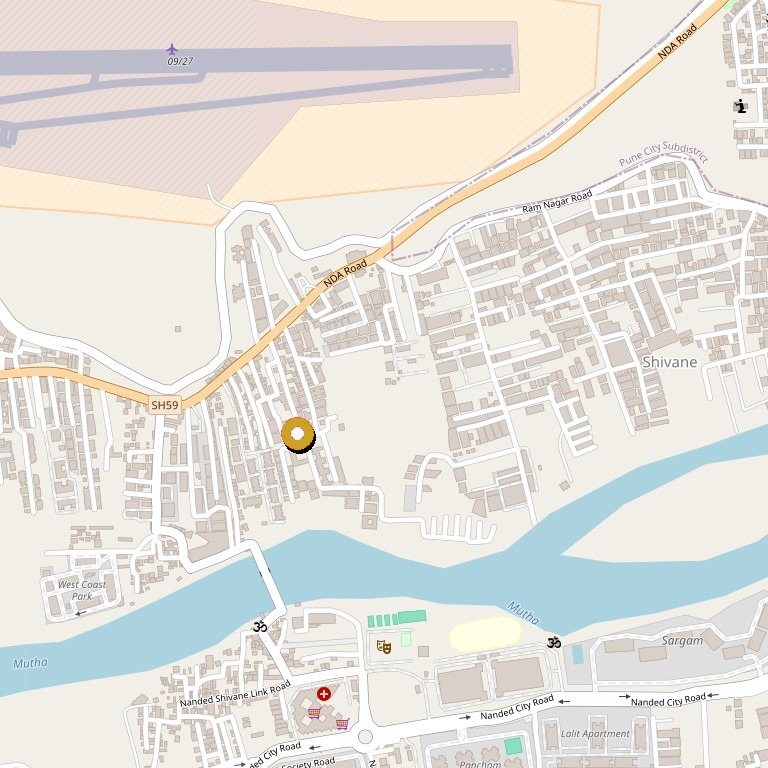 NDA Road
09/27
Pune City Subdistrict
Ram Nagar Road
NDA Road
Shivane
SH59
West Coast
Park
Mutha
Sargam
Mutha
Nanded Shivane Link Road
Nanded City Road
Nanded City Road
Lalit Apartment
ded City Road
Society Road
Pancham
N